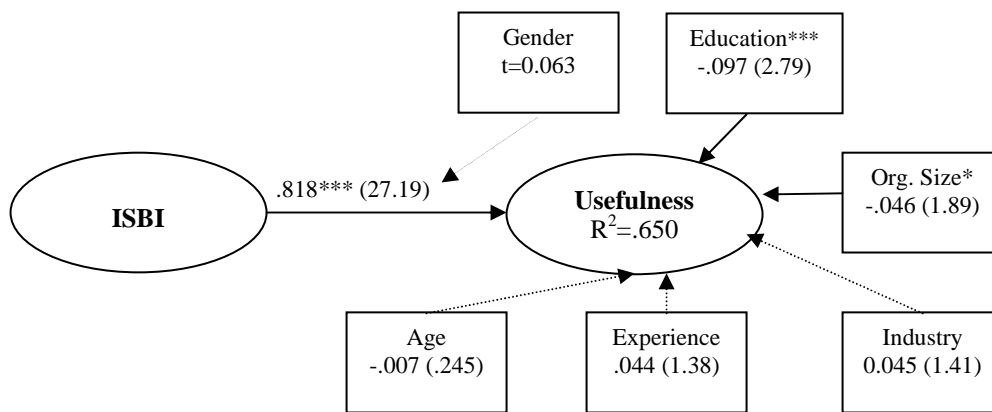 Gender
t=0.063
Education***
-.097 (2.79)
.818*** (27.19)
ISBI
Usefulness
R²=.650
Org. Size*
-.046 (1.89)
Age
-.007 (.245)
Experience
.044 (1.38)
Industry
0.045 (1.41)